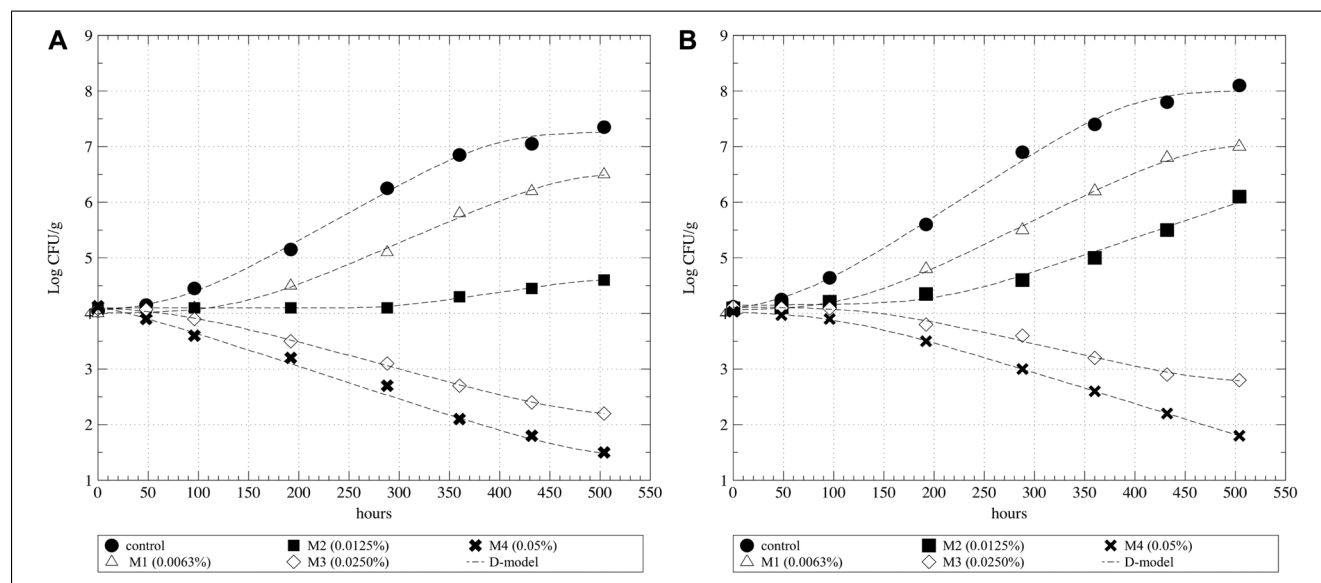 A
9
8
7
6
5
4
3
2
1
Log CFU/g
0 50 100 150 200 250 300 350 400 450 500 550
hours
control M2 (0.0125%) M4 (0.05%)
M1 (0.0063%) M3 (0.0250%) D-model
B
9
8
7
6
5
4
3
2
1
Log CFU/g
0 50 100 150 200 250 300 350 400 450 500 550
hours
control M2 (0.0125%) M4 (0.05%)
M1 (0.0063%) M3 (0.0250%) D-model